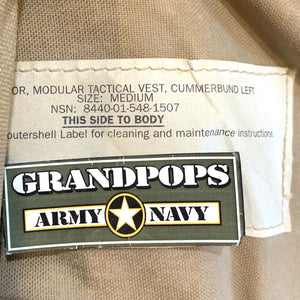 OR, MODULAR TACTICAL VEST, CUMMERBUND LEFT
SIZE: MEDIUM
NSN: 8440-01-548-1507
THIS SIDE TO BODY
outershell Label for cleaning and maintenance instructions
GRANDPOPS
ARMY NAVY